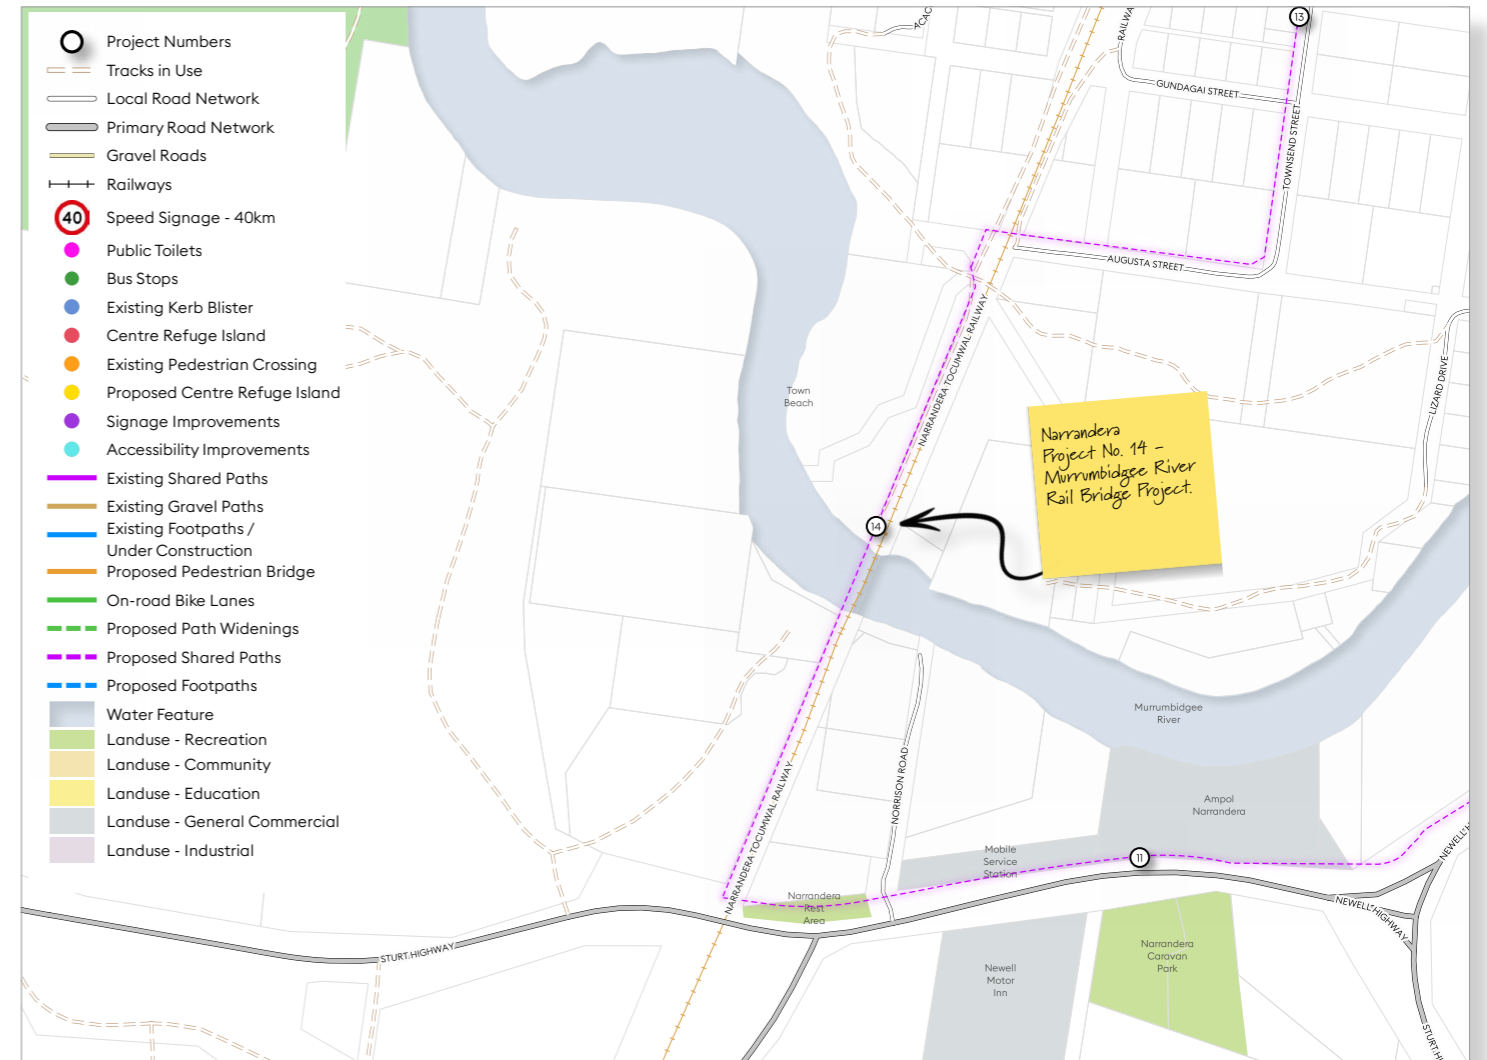 Project Numbers
Tracks in Use
Local Road Network
Primary Road Network
Gravel Roads
Railways
40
Speed Signage - 40km
Public Toilets
Bus Stops
Existing Kerb Blister
Centre Refuge Island
Existing Pedestrian Crossing
Proposed Centre Refuge Island
Signage Improvements
Accessibility Improvements
Existing Shared Paths
Existing Gravel Paths
Existing Footpaths /
Under Construction
Proposed Pedestrian Bridge
On-road Bike Lanes
Proposed Path Widenings
Proposed Shared Paths
Proposed Footpaths
Water Feature
Landuse - Recreation
Landuse - Community
Landuse - Education
Landuse - General Commercial
Landuse - Industrial
ACAC
RAILWA
13
GUNDAGAI STREET
TOWNSEND STREET
AUGUSTA STREET
NARRANDERA TOCUMWAL RAILWAY
LIZARD DRIVE
Town
Beach
Narrandera
Project No. 14 -
Murrumbidgee River
Rail Bridge Project.
14
Murrumbidgee
River
NORRISON ROAD
NARRANDERA TOCUMWAL RAILWAY
Ampol
Narrandera
Mobile
Service
Station
11
NEWELL H
Narrandera
Rest
Area
NEWELL HIGHWAY
STURT HIGHWAY
Narrandera
Caravan
Park
Newell
Motor
Inn
STURT H